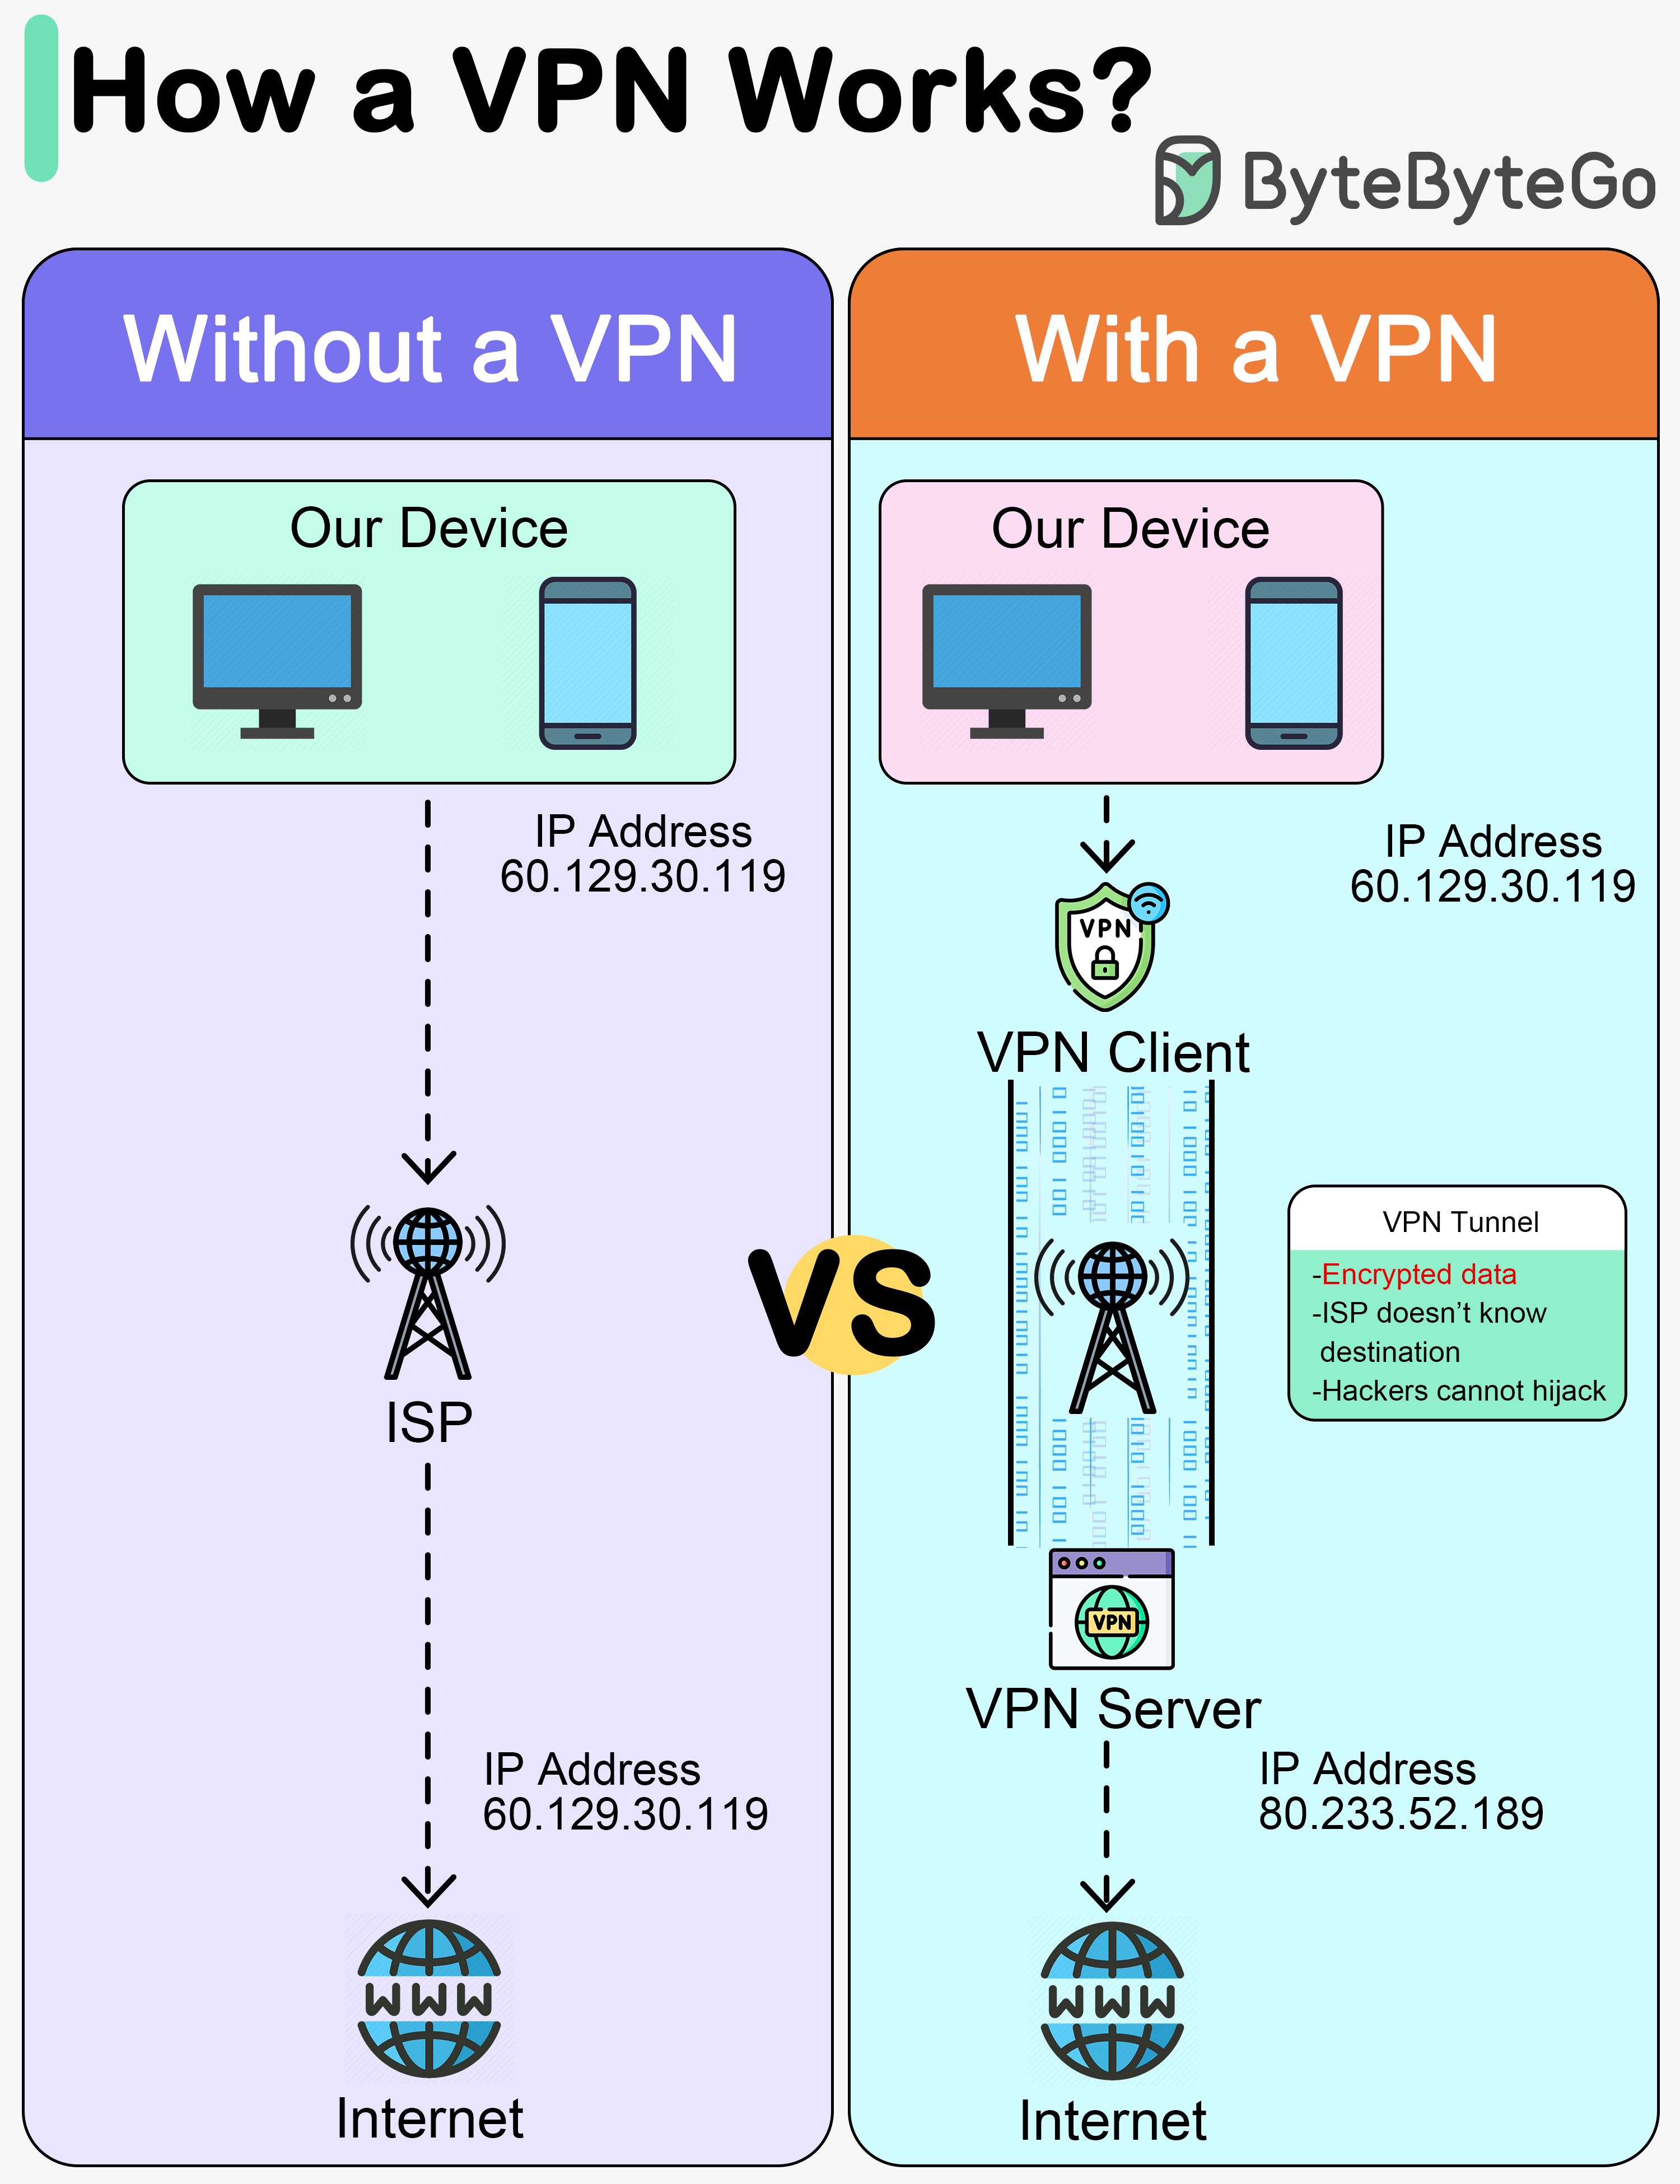 How a VPN Works?
ByteByteGo
Without a VPN
Our Device
IP Address
60.129.30.119
ISP
IP Address
60.129.30.119
WWW
Internet
VS
With a VPN
Our Device
IP Address
60.129.30.119
VPN
VPN Client
VPN Tunnel
-Encrypted data
-ISP doesn’t know
destination
-Hackers cannot hijack
VPN
VPN Server
IP Address
80.233.52.189
WWW
Internet